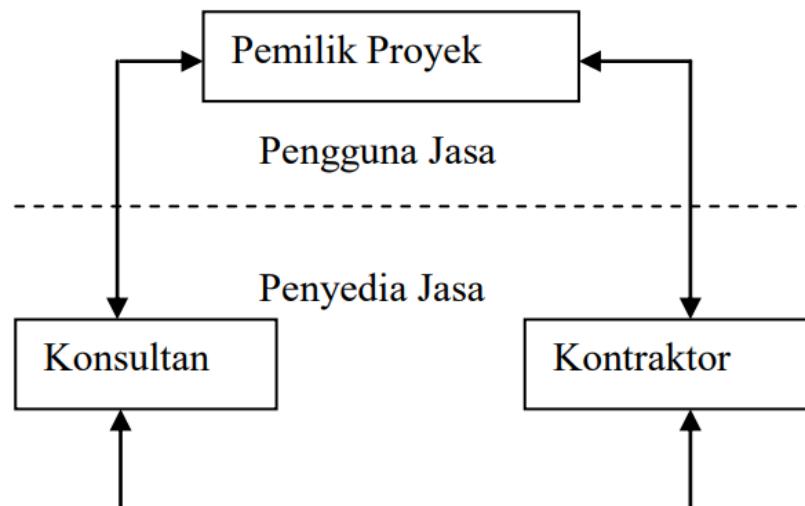 Pemilik Proyek
Pengguna Jasa
Penyedia Jasa
Konsultan
Kontraktor